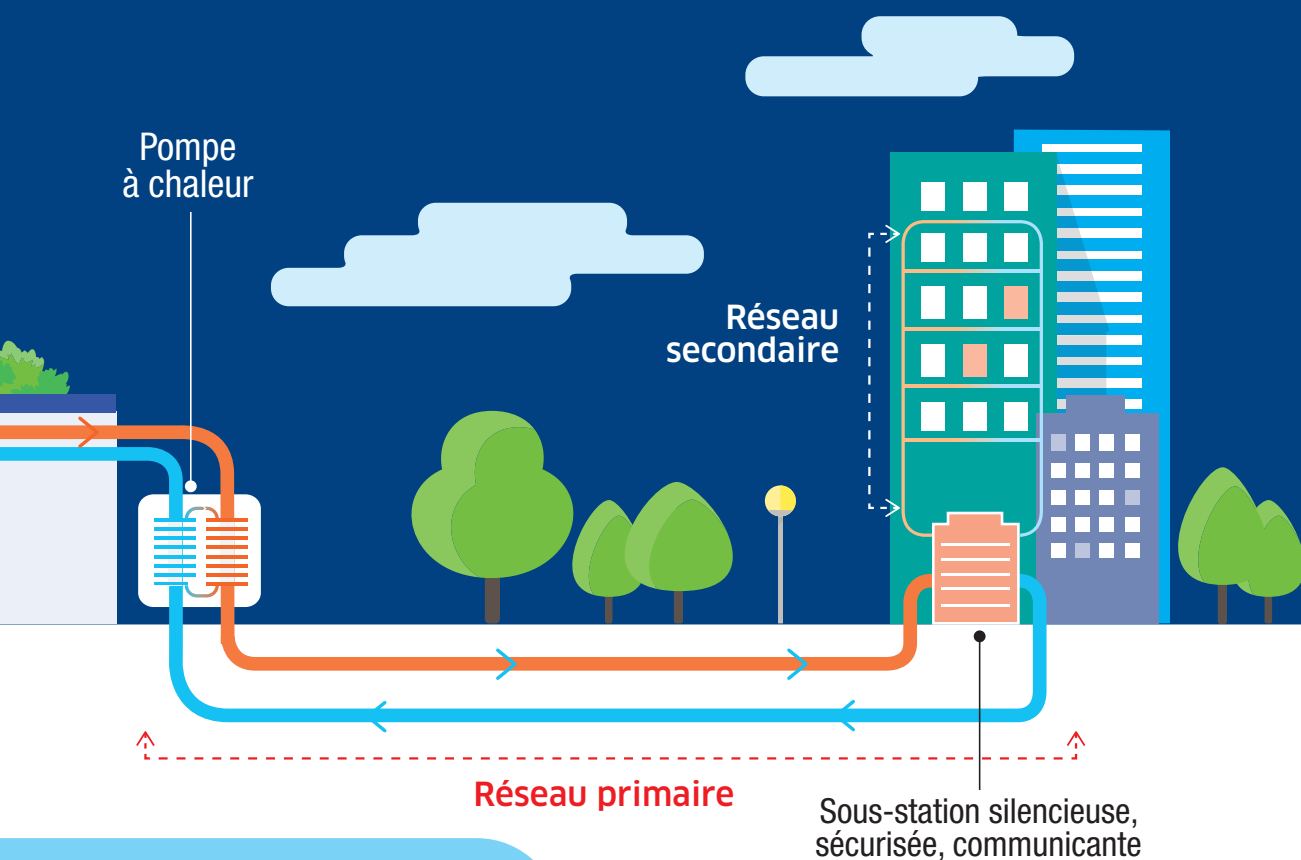 Pompe
à chaleur
Réseau
secondaire
Réseau primaire
Sous-station silencieuse,
sécurisée, communicante